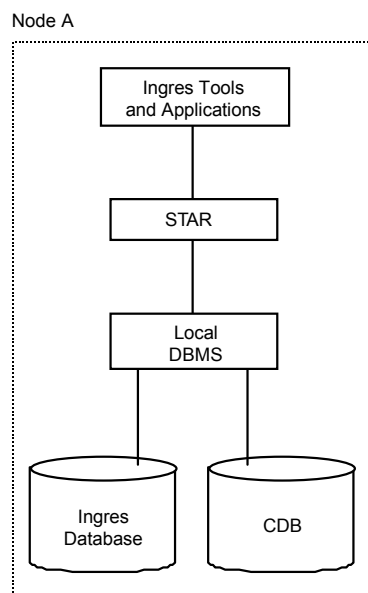 Node A
Ingres Tools
and Applications
STAR
Local
DBMS
Ingres
Database
CDB